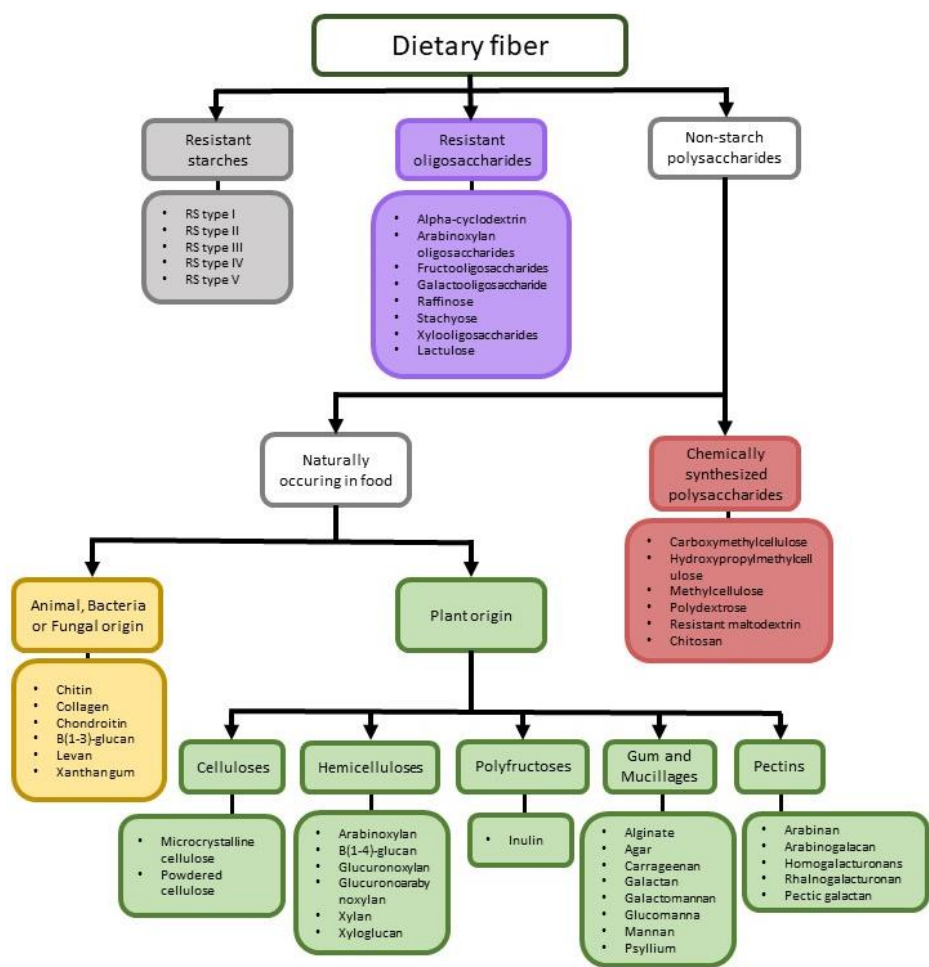 Dietary fiber
Resistant
starches
Resistant
oligosaccharides
Non-starch
polysaccharides
• RS type I
• RS type II
• RS type III
• RS type IV
• RS type V
• Alpha-cyclodextrin
• Arabinoxylan
oligosaccharides
• Fructooligosaccharides
• Galactooligosaccharide
• Raffinose
• Stachyose
• Xylooligosaccharides
• Lactulose
Naturally
occuring in food
Chemically
synthesized
polysaccharides
• Carboxymethylcellulose
• Hydroxypropylmethylcell
ulose
• Methylcellulose
• Polydextrose
• Resistant maltodextrin
• Chitosan
Animal, Bacteria
or Fungal origin
Plant origin
• Chitin
• Collagen
• Chondroitin
• B(1-3)-glucan
• Levan
• Xanthan gum
Celluloses
Hemicelluloses
Polyfructoses
Gum and
Mucillages
Pectins
• Microcrystalline
cellulose
• Powdered
cellulose
• Arabinoxylan
• B(1-4)-glucan
• Glucuronoxylan
• Glucuronoaraby
noxylan
• Xylan
• Xyloglucan
• Inulin
• Alginate
• Agar
• Carrageenan
• Galactan
• Galactomannan
• Glucomanna
• Mannan
• Psyllium
• Arabinan
• Arabinogalacan
• Homogalacturonans
• Rhalnogalacturonan
• Pectic galactan